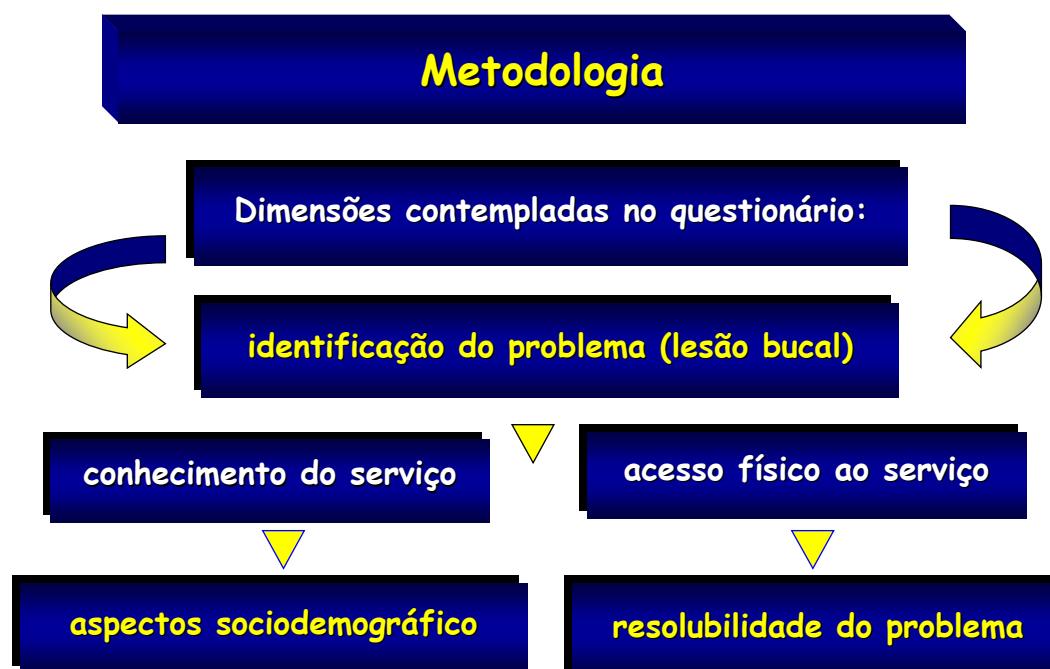 Metodologia
Dimensões contempladas no questionário:
identificação do problema (lesão bucal)
conhecimento do serviço
acesso físico ao serviço
aspectos sociodemográfico
resolubilidade do problema